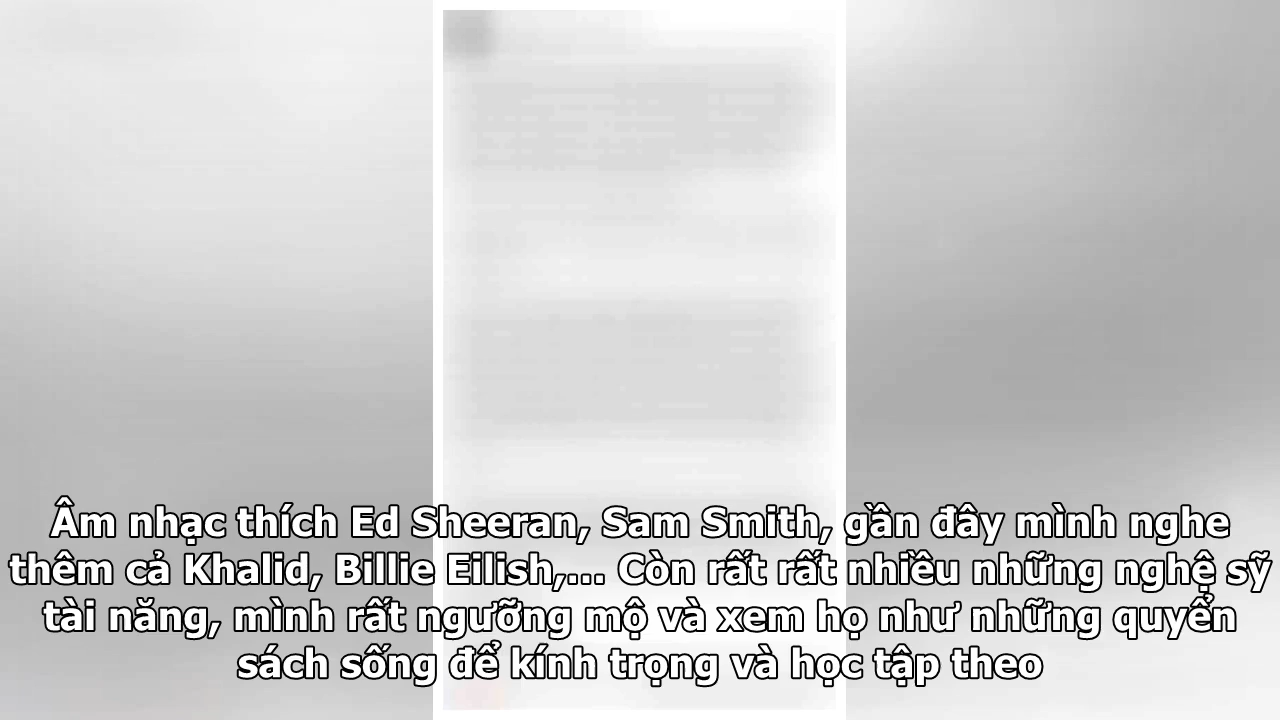 Âm nhạc thích Ed Sheeran, Sam Smith, gần đây mình nghe
thêm cả Khalid, Billie Eilish,... Còn rất rất nhiều những nghệ sỹ
tài năng, mình rất ngưỡng mộ và xem họ như những quyển
sách sống để kính trọng và học tập theo